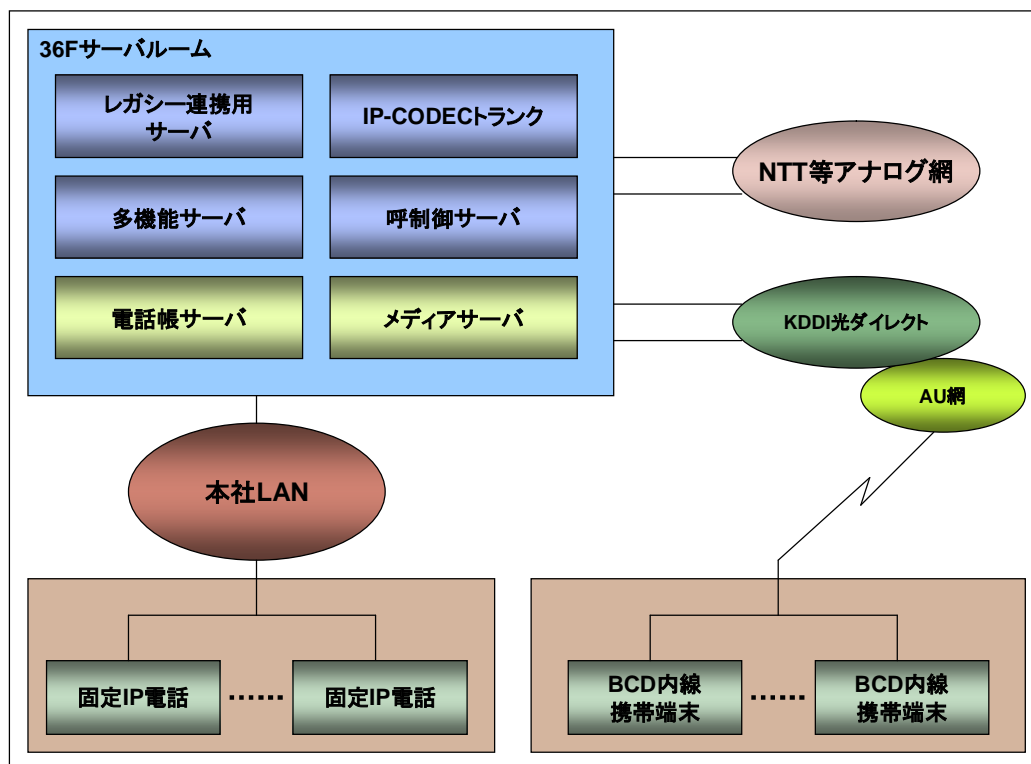 36Fサーバルーム
レガシー連携用
サーバ
IP-CODECトランク
NTT等アナログ網
多機能サーバ
呼制御サーバ
電話帳サーバ
メディアサーバ
KDDI光ダイレクト
AU網
本社LAN
固定IP電話
……
固定IP電話
BCD内線
携帯端末
……
BCD内線
携帯端末